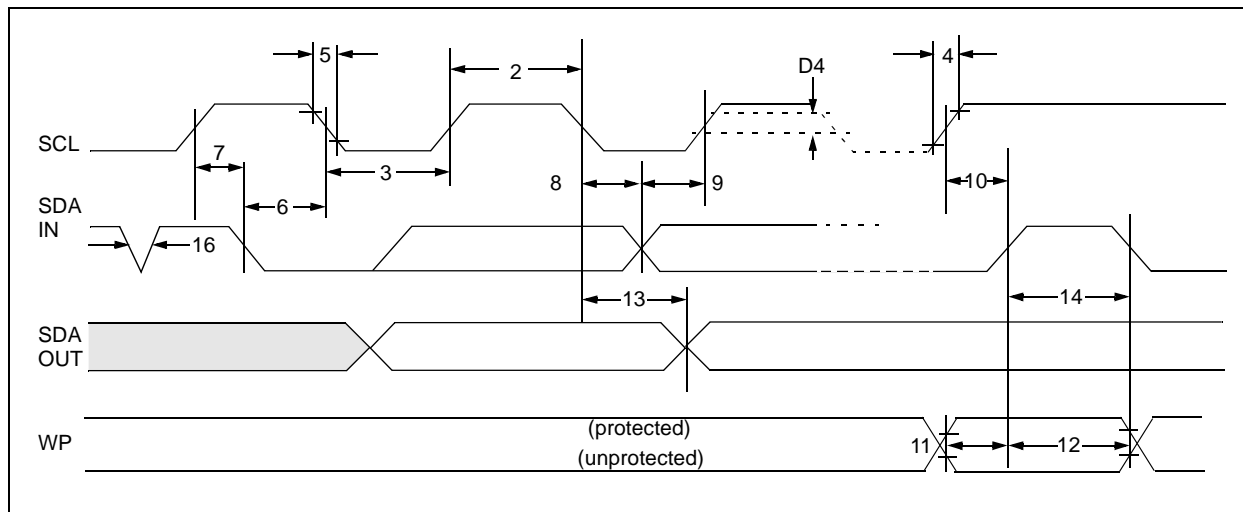 5
2
D4
4
SCL
7
3
8
9
10
SDA
IN
6
16
13
14
SDA
OUT
WP
(protected)
(unprotected)
11
12